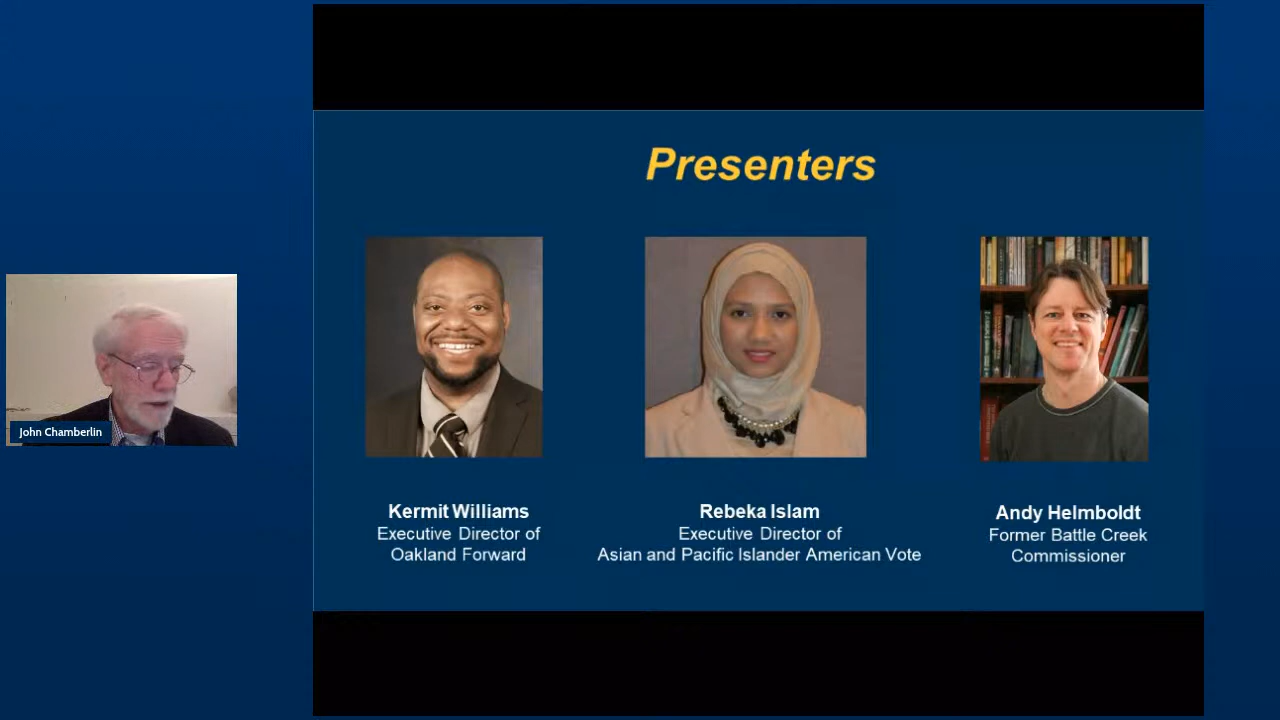 Presenters
John Chamberlin
Kermit Williams
Executive Director of
Oakland Forward
Rebeka Islam
Executive Director of
Asian and Pacific Islander American Vote
Andy Helmboldt
Former Battle Creek
Commissioner